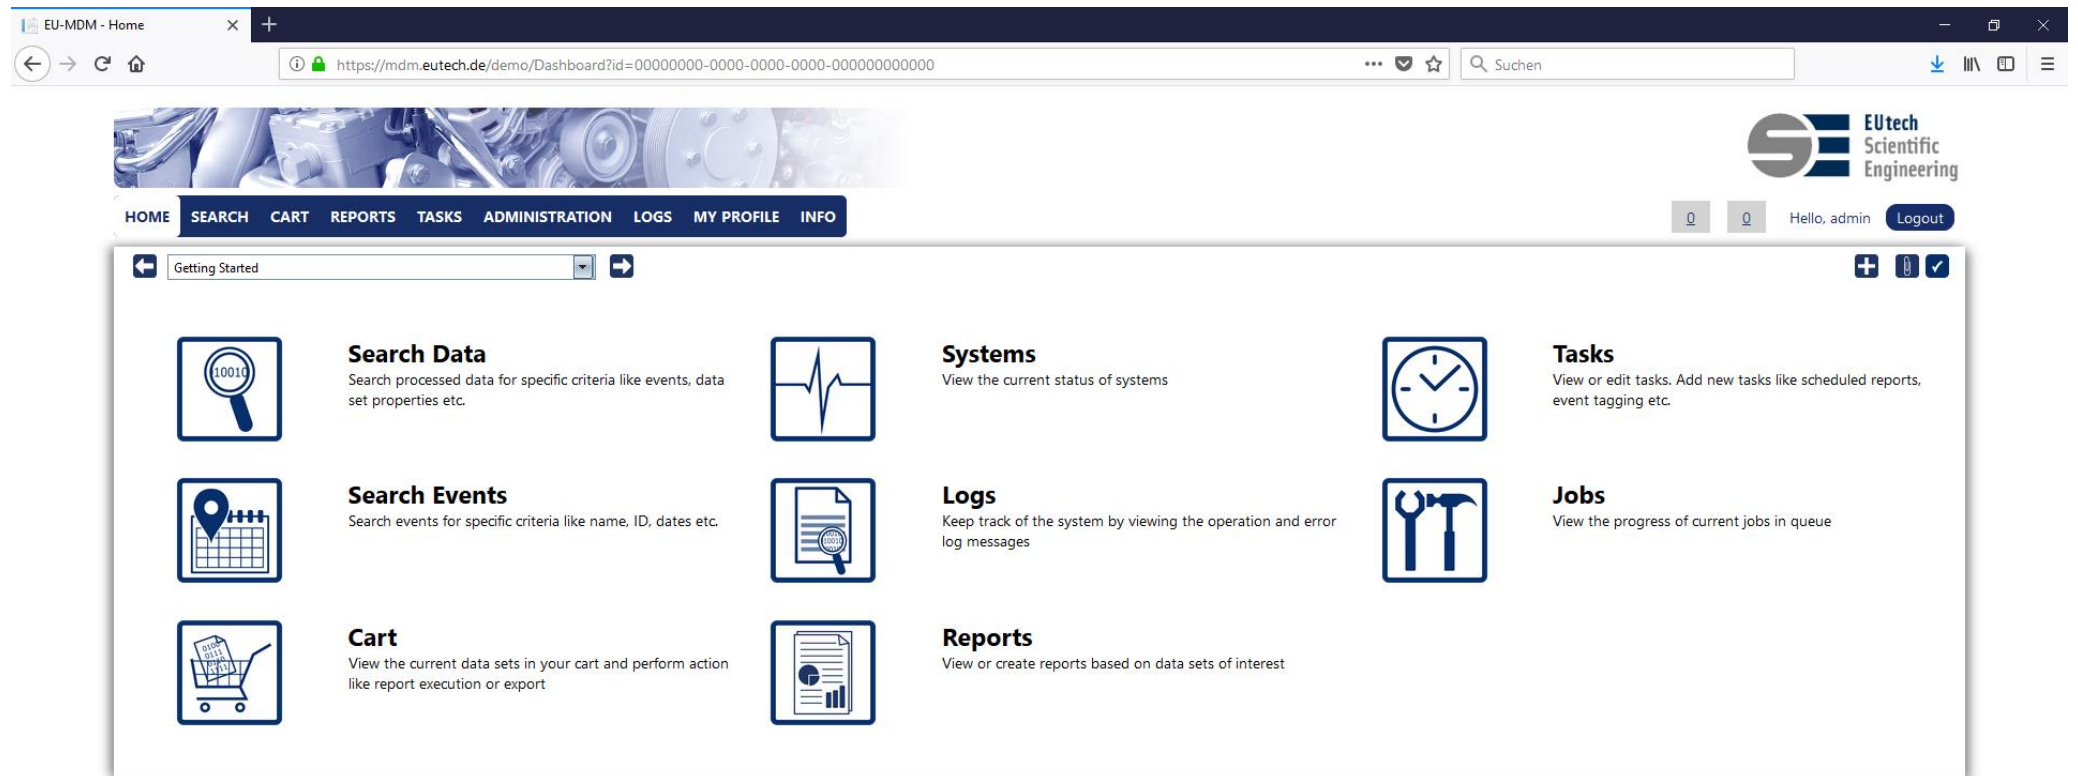 EU-MDM - Home
https://mdm.eutech.de/demo/Dashboard?id=00000000-0000-0000-0000-000000000000
Suchen
EUtech
Scientific
Engineering
HOME SEARCH CART REPORTS TASKS ADMINISTRATION LOGS MY PROFILE INFO
0 0 Hello, admin Logout
Getting Started
Search Data
Search processed data for specific criteria like events, data
set properties etc.
Systems
View the current status of systems
Tasks
View or edit tasks. Add new tasks like scheduled reports,
event tagging etc.
Search Events
Search events for specific criteria like name, ID, dates etc.
Logs
Keep track of the system by viewing the operation and error
log messages
Jobs
View the progress of current jobs in queue
Cart
View the current data sets in your cart and perform action
like report execution or export
Reports
View or create reports based on data sets of interest